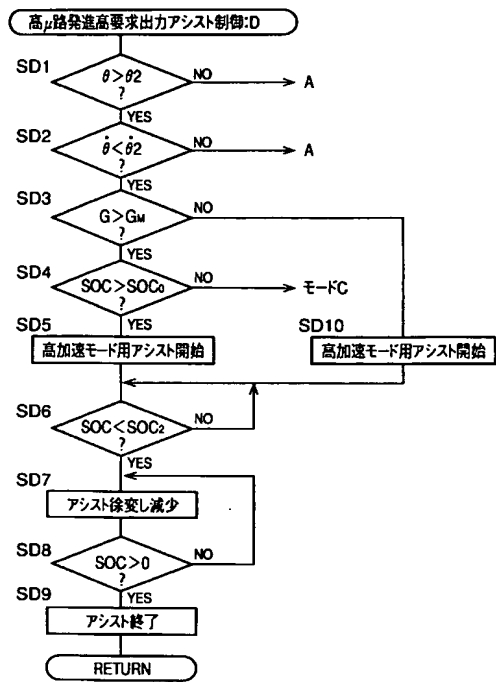 高μ路発進高要求出力アシスト制御:D
SD1
θ>θ2
?
NO
A
YES
SD2
θ̇<θ̇2
?
NO
A
YES
SD3
G>GM
?
NO
YES
SD4
SOC>SOC0
?
NO
モードC
YES
SD5
高加速モード用アシスト開始
SD10
高加速モード用アシスト開始
SD6
SOC<SOC2
?
NO
YES
SD7
アシスト徐変し減少
SD8
SOC>0
?
NO
YES
SD9
アシスト終了
RETURN